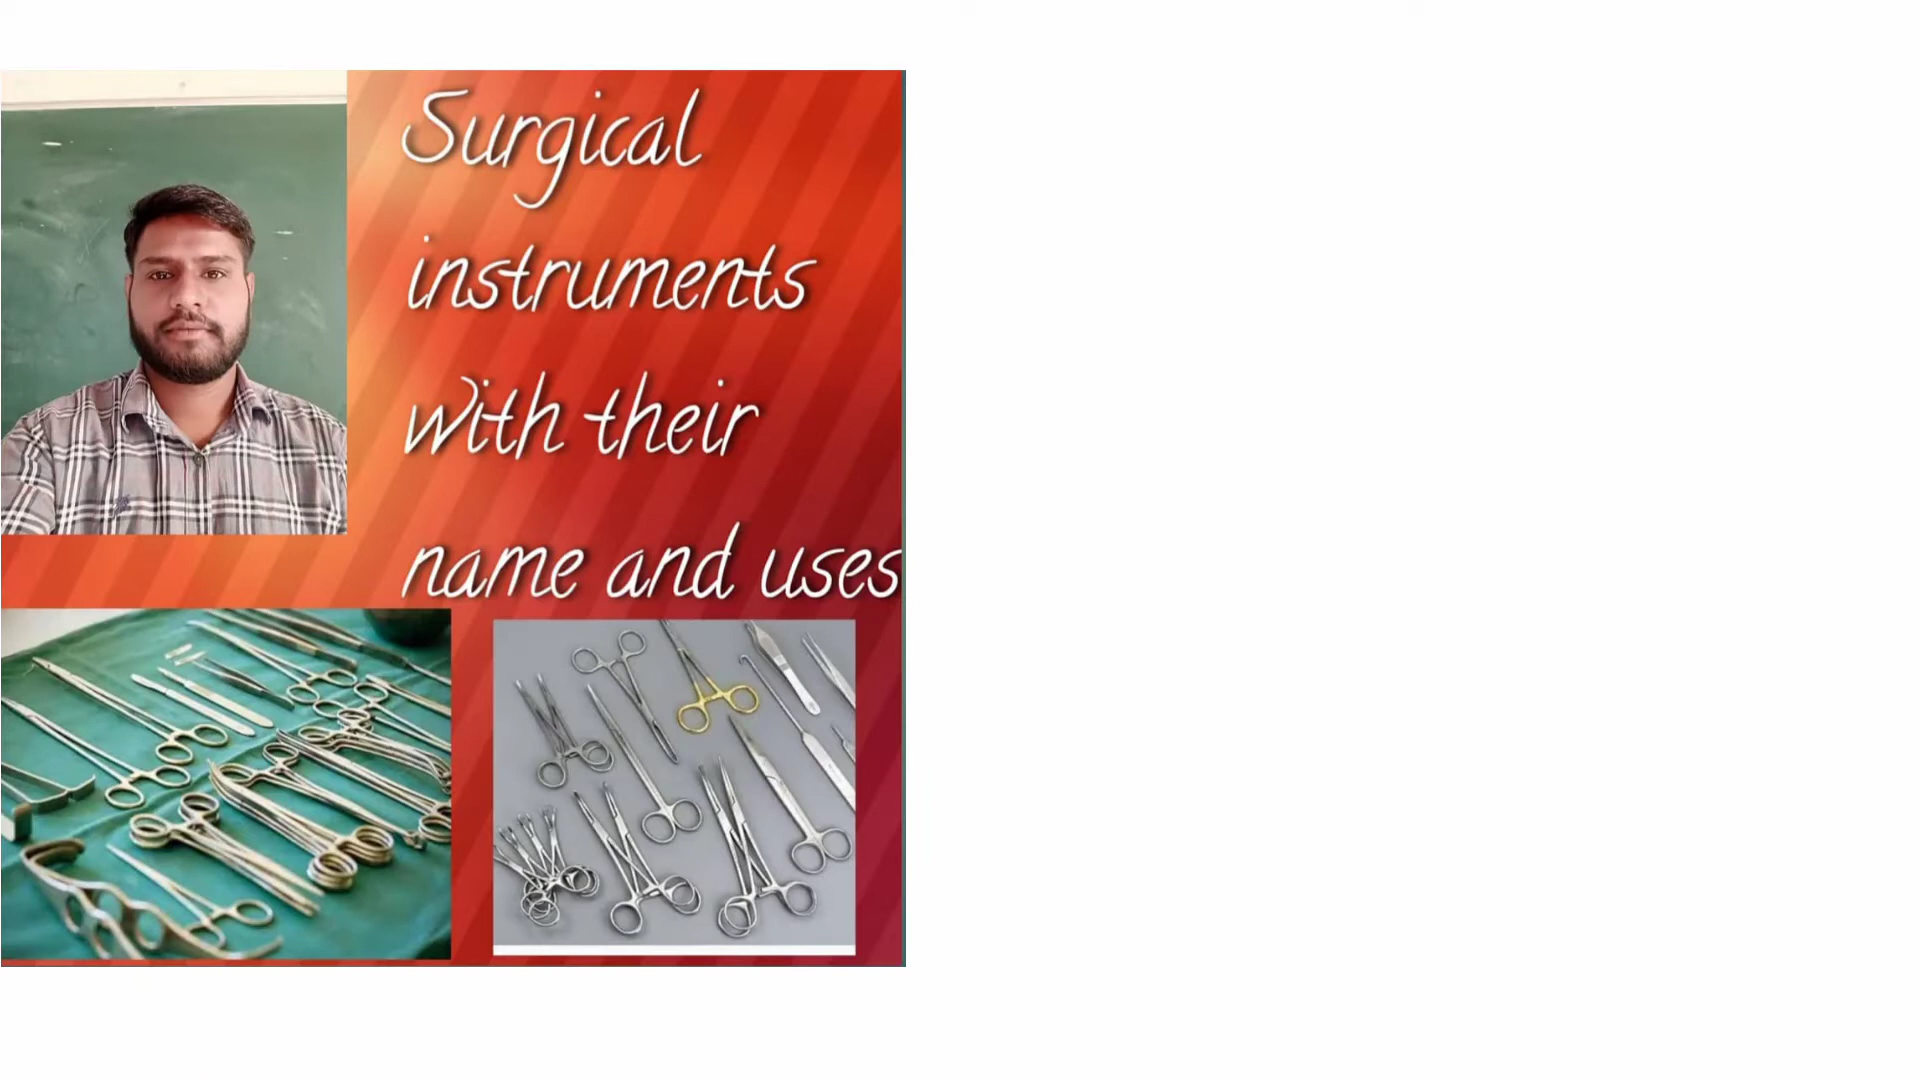 Surgical
instruments
with their
name and uses